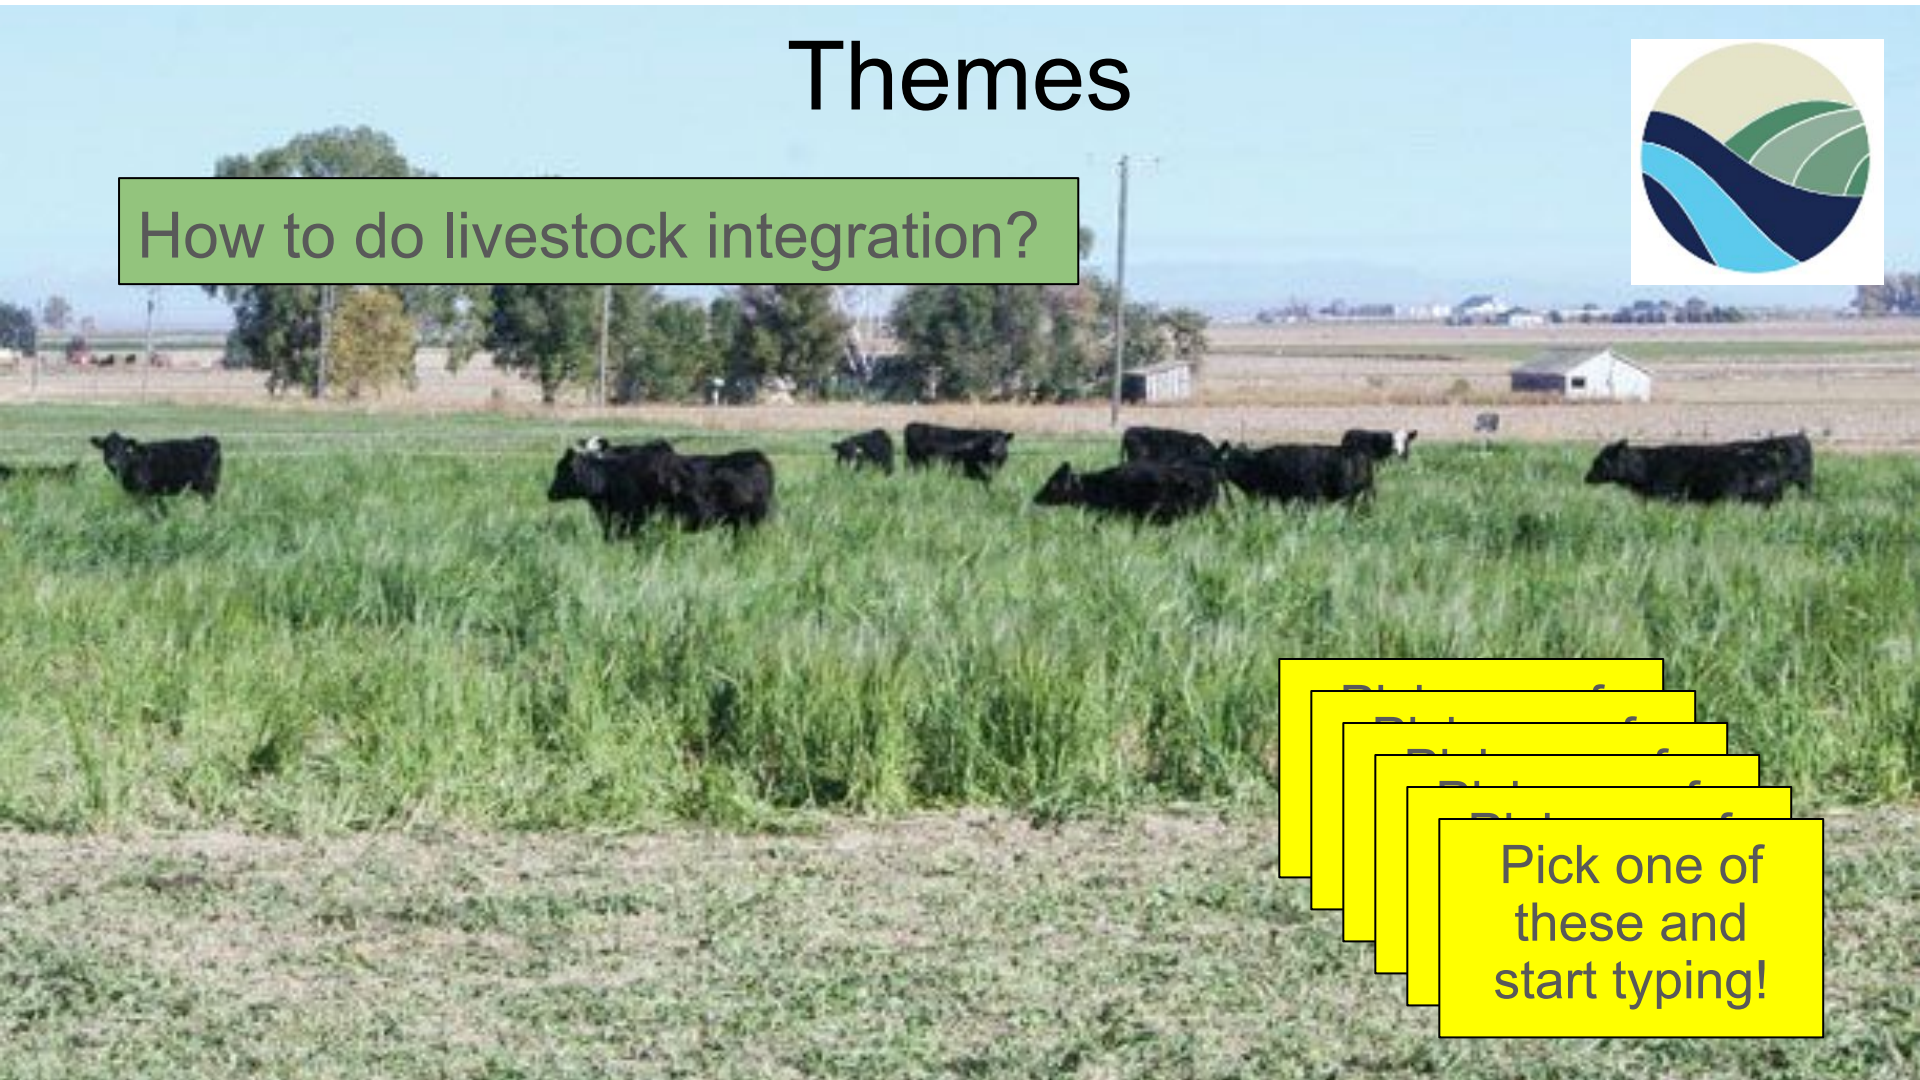 Themes
How to do livestock integration?
Pick one of
these and
start typing!